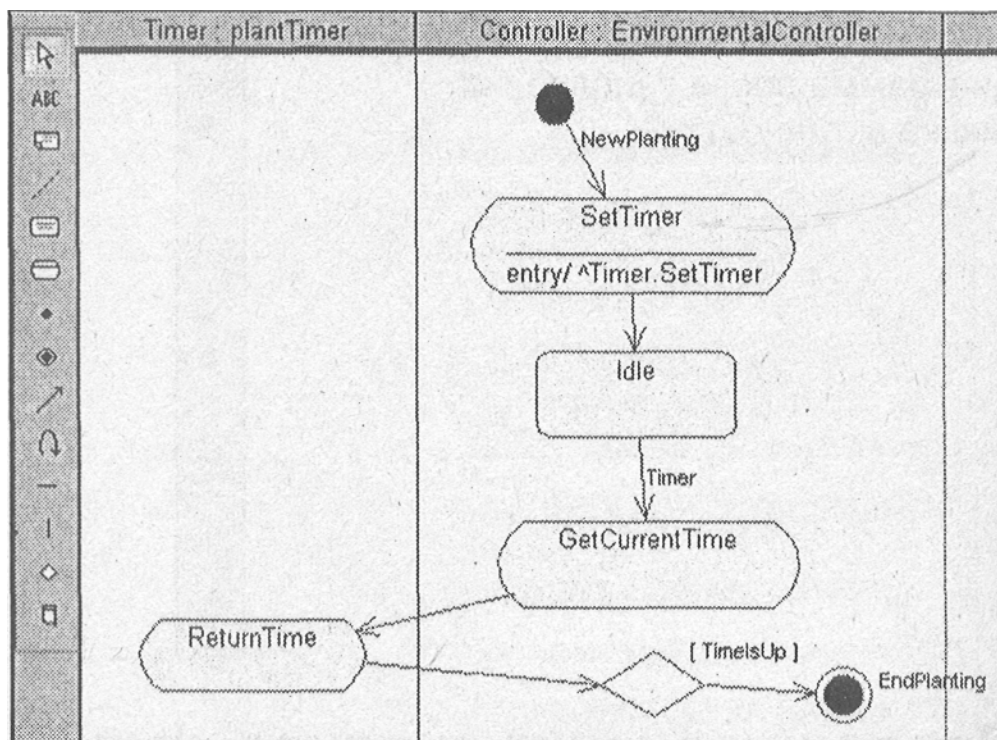 Timer : plantTimer
Controller : EnvironmentalController
ABC
NewPlanting
SetTimer
entry/ ^Timer.SetTimer
Idle
Timer
GetCurrentTime
ReturnTime
[ TimeIsUp ]
EndPlanting